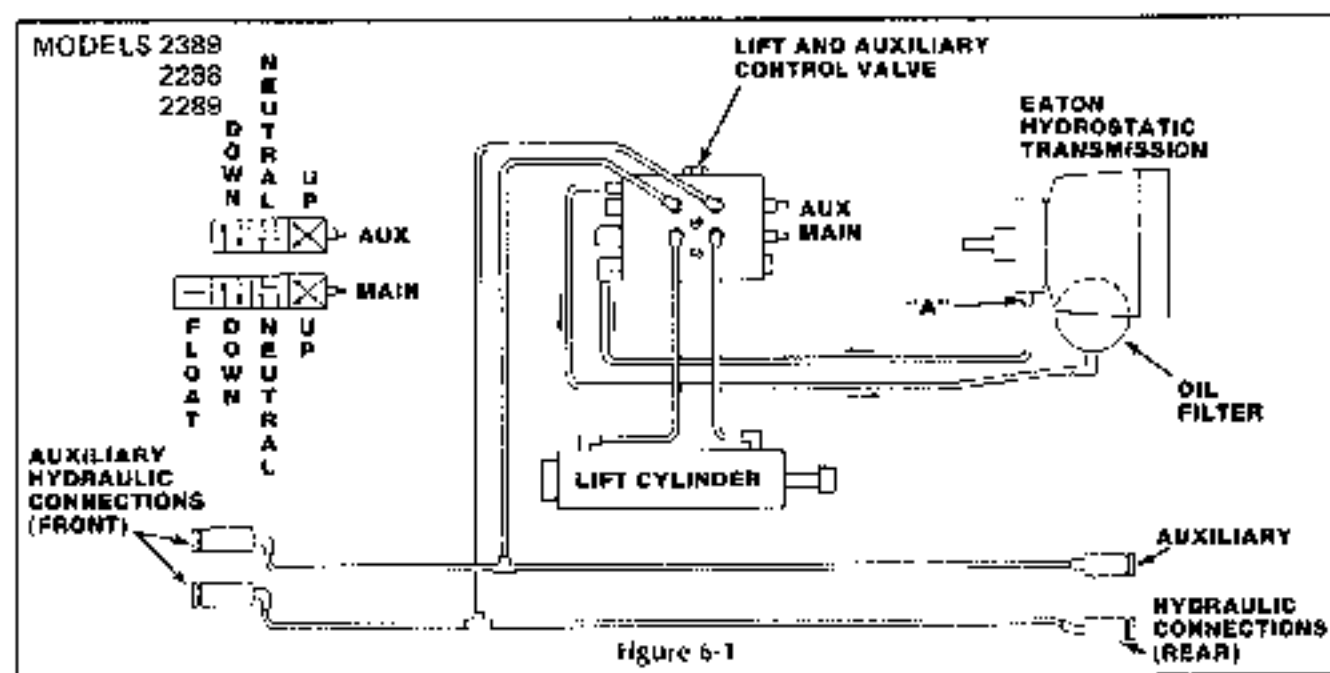 MODELS 2389
2288
2289
DOWN
NEUTRAL
UP
AUX
MAIN
FLOAT
DOWN
NEUTRAL
UP
LIFT AND AUXILIARY
CONTROL VALVE
EATON
HYDROSTATIC
TRANSMISSION
AUX
MAIN
"A"
OIL
FILTER
LIFT CYLINDER
AUXILIARY
HYDRAULIC
CONNECTIONS
(FRONT)
AUXILIARY
HYDRAULIC
CONNECTIONS
(REAR)
Figure 6-1